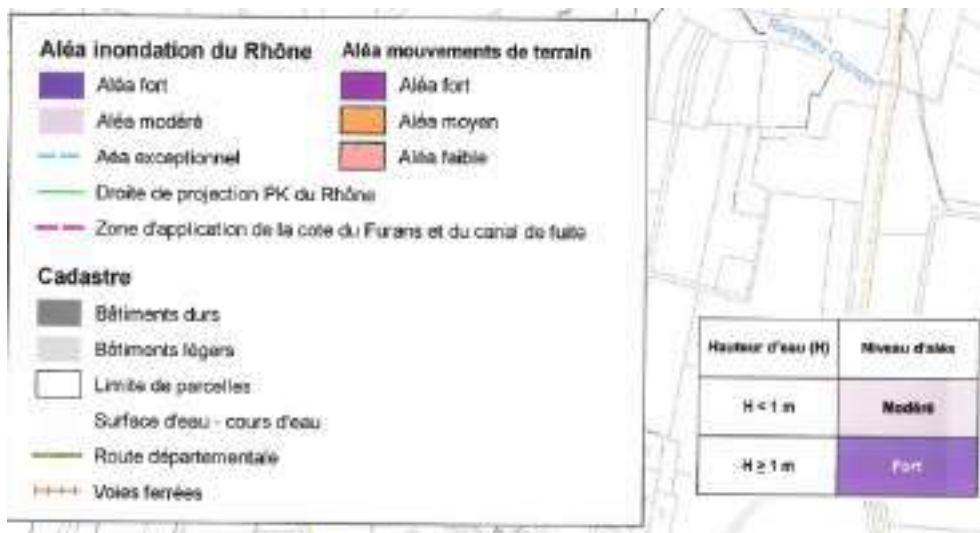 Aléa inondation du Rhône
Aléa fort
Aléa modéré
Aéa exceptionnel
Droite de projection PK du Rhône
Zone d'application de la cote du Furans et du canal de fuite
Aléa mouvements de terrain
Aléa fort
Aléa moyen
Aléa faible
Cadastre
Bâtiments durs
Bâtiments légers
Limite de parcelles
Surface d'eau - cours d'eau
Route départementale
Voies ferrées
Hauteur d'eau (H) Niveau d'aléa
H < 1 m Modéré
H ≥ 1 m Fort